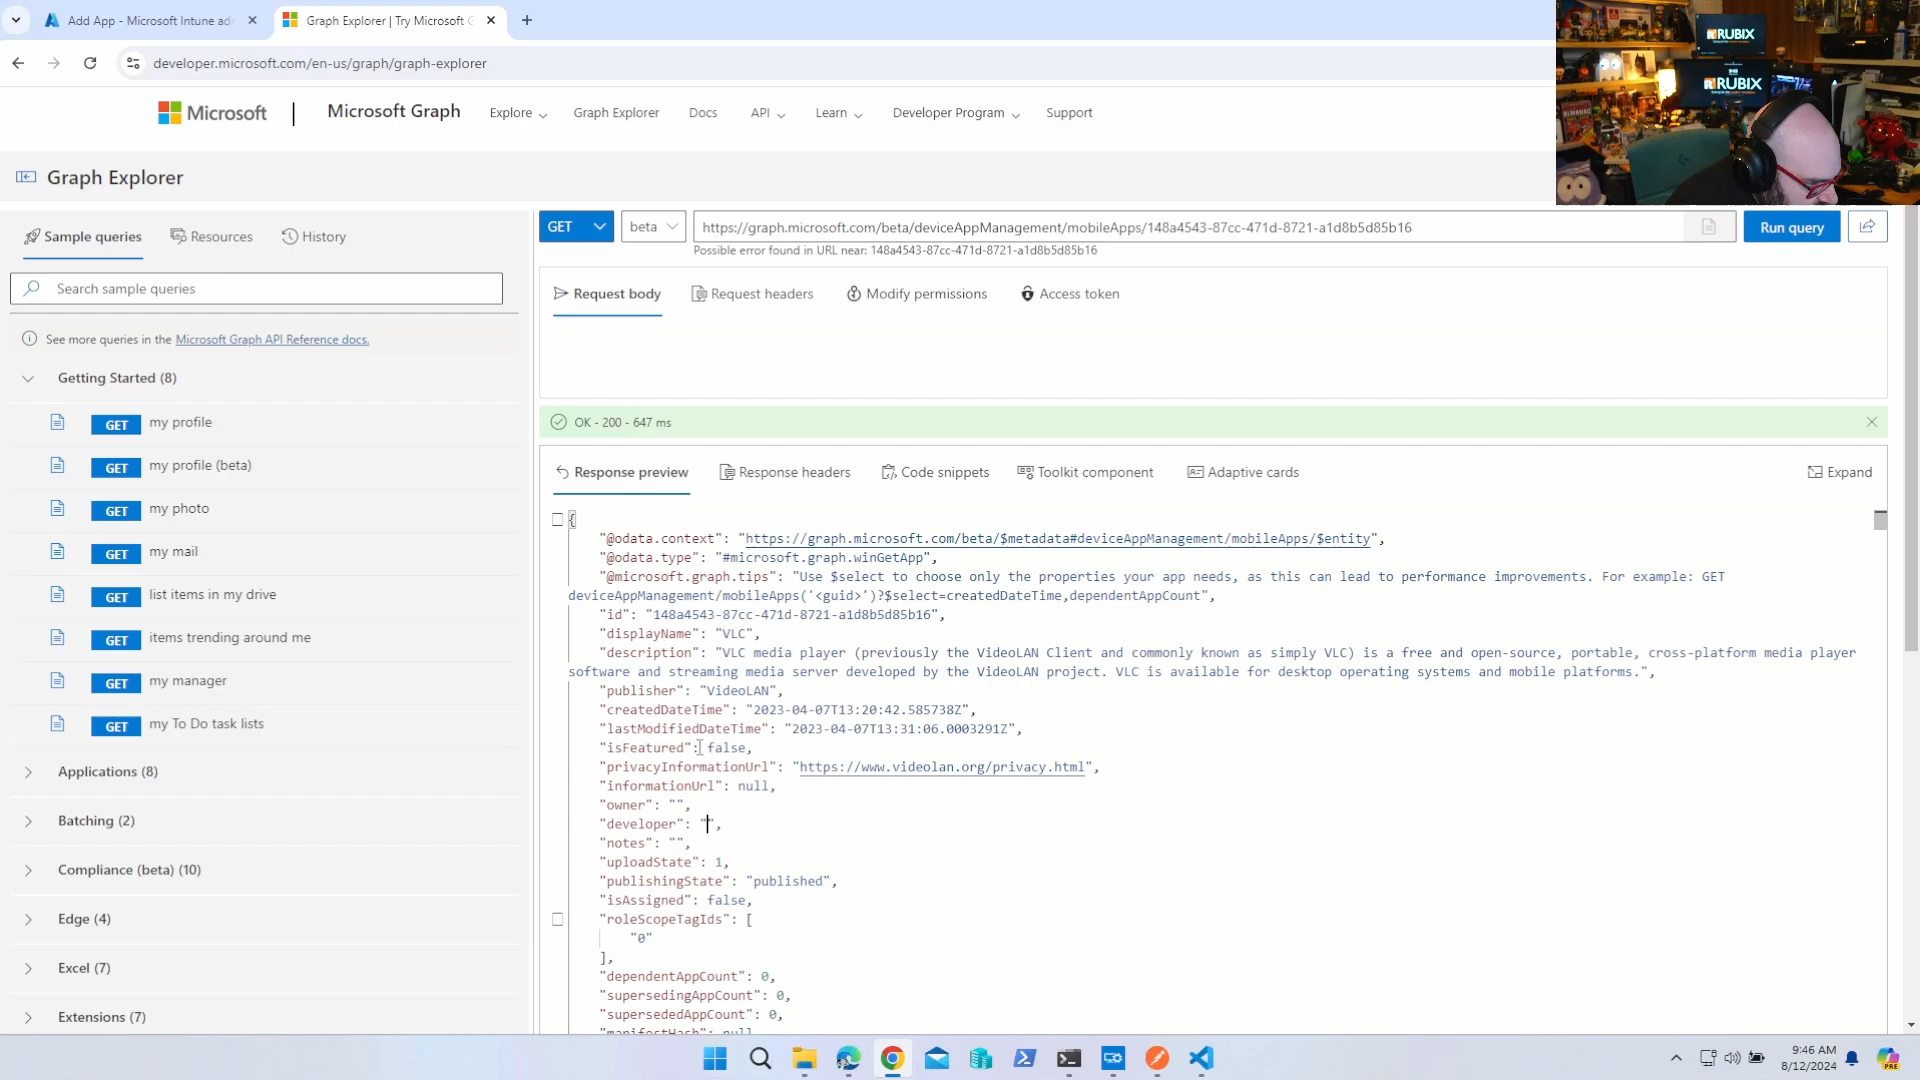 Add App - Microsoft Intune ad
Graph Explorer | Try Microsoft G
developer.microsoft.com/en-us/graph/graph-explorer
RUBIX
RUBIX
Microsoft
Microsoft Graph
Explore
Graph Explorer
Docs
API
Learn
Developer Program
Support
Graph Explorer
Sample queries
Resources
History
Search sample queries
See more queries in the Microsoft Graph API Reference docs.
Getting Started (8)
GET my profile
GET my profile (beta)
GET my photo
GET my mail
GET list items in my drive
GET items trending around me
GET my manager
GET my To Do task lists
Applications (8)
Batching (2)
Compliance (beta) (10)
Edge (4)
Excel (7)
Extensions (7)
GET
beta
https://graph.microsoft.com/beta/deviceAppManagement/mobileApps/148a4543-87cc-471d-8721-a1d8b5d85b16
Run query
Possible error found in URL near: 148a4543-87cc-471d-8721-a1d8b5d85b16
Request body
Request headers
Modify permissions
Access token
OK - 200 - 647 ms
Response preview
Response headers
Code snippets
Toolkit component
Adaptive cards
Expand
{
"@odata.context": "https://graph.microsoft.com/beta/$metadata#deviceAppManagement/mobileApps/$entity",
"@odata.type": "#microsoft.graph.winGetApp",
"@microsoft.graph.tips": "Use $select to choose only the properties your app needs, as this can lead to performance improvements. For example: GET
deviceAppManagement/mobileApps('<guid>')?$select=createdDateTime,dependentAppCount",
"id": "148a4543-87cc-471d-8721-a1d8b5d85b16",
"displayName": "VLC",
"description": "VLC media player (previously the VideoLAN Client and commonly known as simply VLC) is a free and open-source, portable, cross-platform media player
software and streaming media server developed by the VideoLAN project. VLC is available for desktop operating systems and mobile platforms.",
"publisher": "VideoLAN",
"createdDateTime": "2023-04-07T13:20:42.585738Z",
"lastModifiedDateTime": "2023-04-07T13:31:06.0003291Z",
"isFeatured": false,
"privacyInformationUrl": "https://www.videolan.org/privacy.html",
"informationUrl": null,
"owner": "",
"developer": "",
"notes": "",
"uploadState": 1,
"publishingState": "published",
"isAssigned": false,
"roleScopeTagIds": [
"0"
],
"dependentAppCount": 0,
"supersedingAppCount": 0,
"supersededAppCount": 0,
"manifestHash": null
9:46 AM
8/12/2024